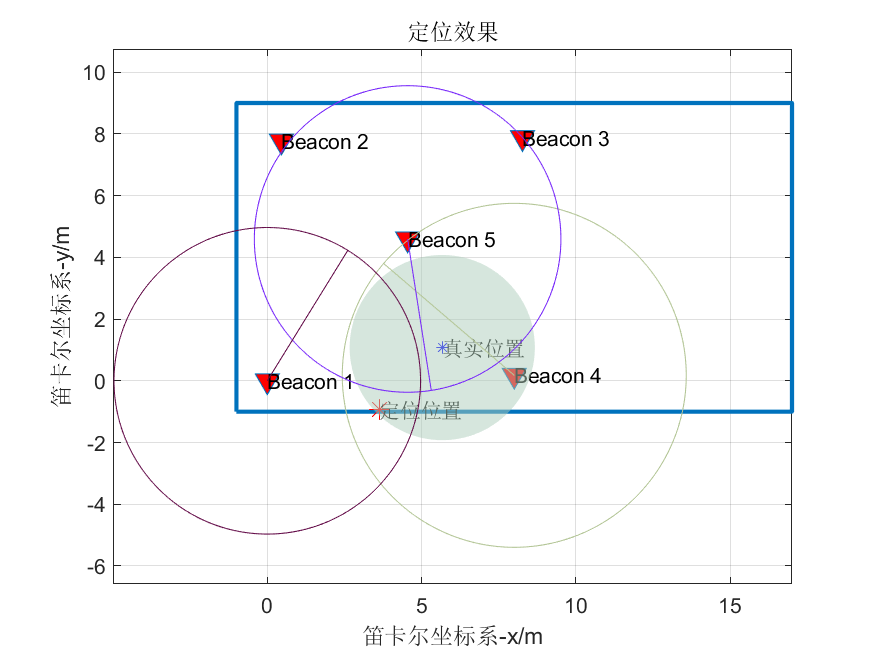 定位效果
10
8
6
4
2
0
-2
-4
-6
笛卡尔坐标系-y/m
Beacon 2
Beacon 3
Beacon 5
真实位置
Beacon 4
Beacon 1
定位位置
0
5
10
15
笛卡尔坐标系-x/m